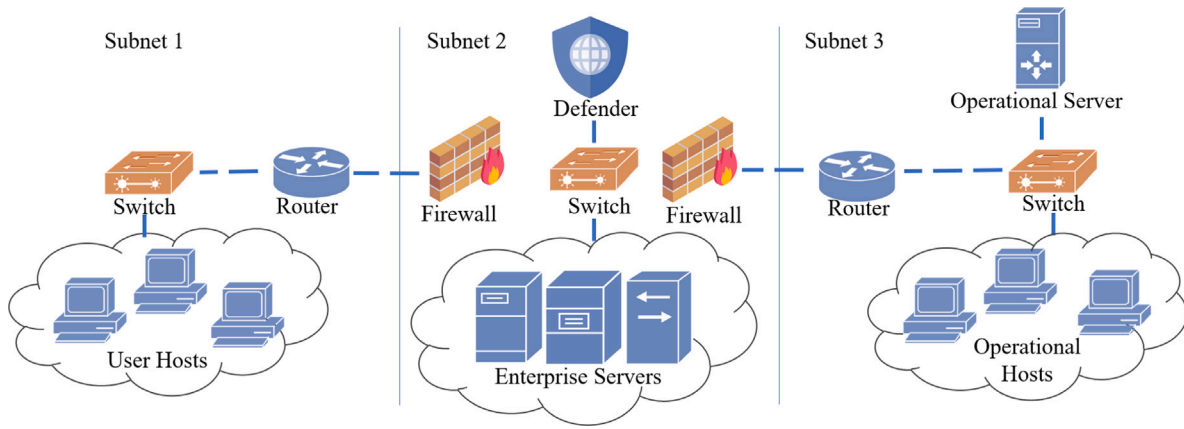 Subnet 1
Subnet 2
Subnet 3
Defender
Operational Server
Switch
Router
Firewall
Switch
Firewall
Router
Switch
User Hosts
Enterprise Servers
Operational
Hosts